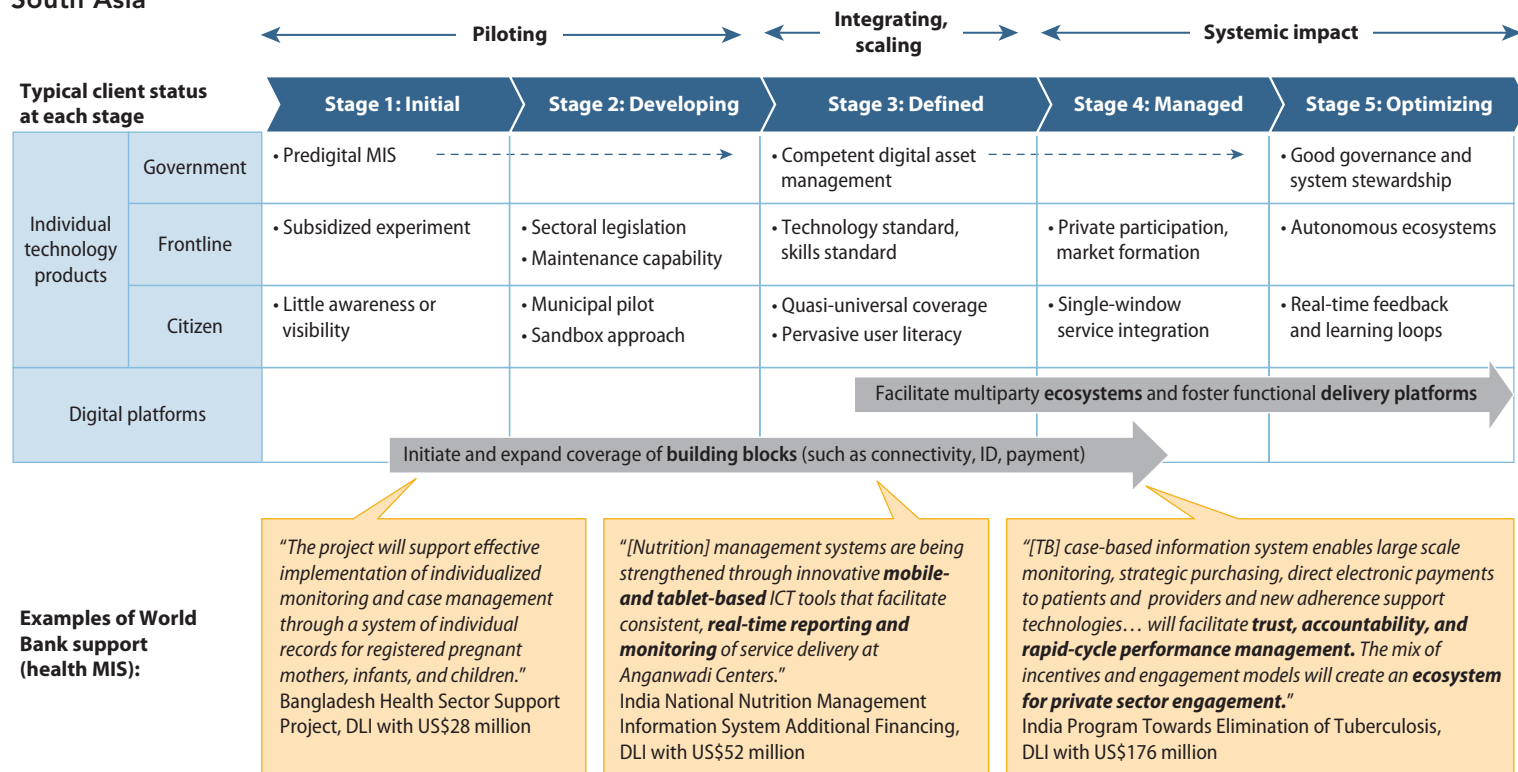 South Asia
Piloting
Integrating,
scaling
Systemic impact
Typical client status
at each stage
Stage 1: Initial
Stage 2: Developing
Stage 3: Defined
Stage 4: Managed
Stage 5: Optimizing
Individual
technology
products
Government
• Predigital MIS
• Competent digital asset
management
• Good governance and
system stewardship
Frontline
• Subsidized experiment
• Sectoral legislation
• Maintenance capability
• Technology standard,
skills standard
• Private participation,
market formation
• Autonomous ecosystems
Citizen
• Little awareness or
visibility
• Municipal pilot
• Sandbox approach
• Quasi-universal coverage
• Pervasive user literacy
• Single-window
service integration
• Real-time feedback
and learning loops
Digital platforms
Facilitate multiparty ecosystems and foster functional delivery platforms
Initiate and expand coverage of building blocks (such as connectivity, ID, payment)
Examples of World
Bank support
(health MIS):
“The project will support effective
implementation of individualized
monitoring and case management
through a system of individual
records for registered pregnant
mothers, infants, and children.”
Bangladesh Health Sector Support
Project, DLI with US$28 million
“[Nutrition] management systems are being
strengthened through innovative mobile-
and tablet-based ICT tools that facilitate
consistent, real-time reporting and
monitoring of service delivery at
Anganwadi Centers.”
India National Nutrition Management
Information System Additional Financing,
DLI with US$52 million
“[TB] case-based information system enables large scale
monitoring, strategic purchasing, direct electronic payments
to patients and providers and new adherence support
technologies… will facilitate trust, accountability, and
rapid-cycle performance management. The mix of
incentives and engagement models will create an ecosystem
for private sector engagement.”
India Program Towards Elimination of Tuberculosis,
DLI with US$176 million